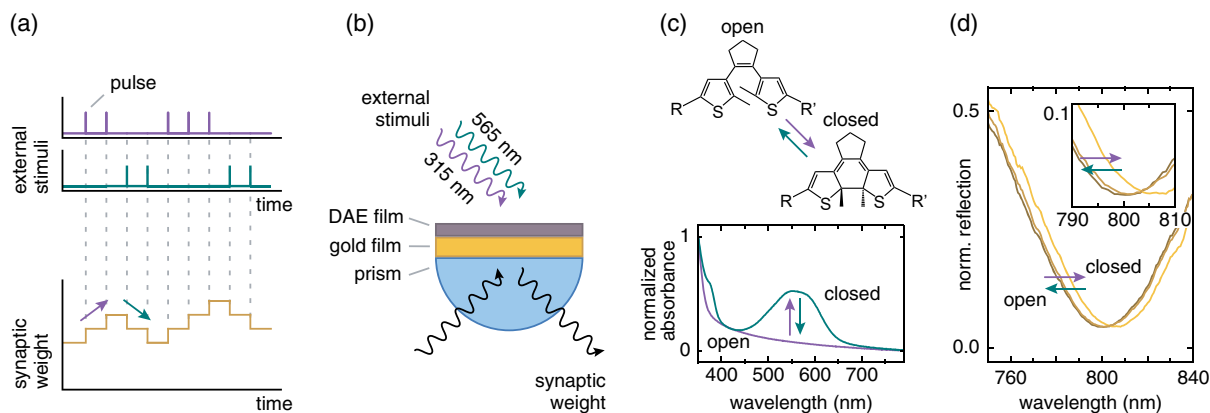 (a)
pulse
external
stimuli
time
synaptic
weight
time
(b)
external
stimuli
565 nm
315 nm
DAE film
gold film
prism
synaptic
weight
(c)
open
R
S
S
R'
closed
R
S
S
R'
1
normalized
absorbance
closed
open
0
400 500 600 700
wavelength (nm)
(d)
0.5
norm. reflection
0.1
790 800 810
closed
open
0.0
760 800 840
wavelength (nm)